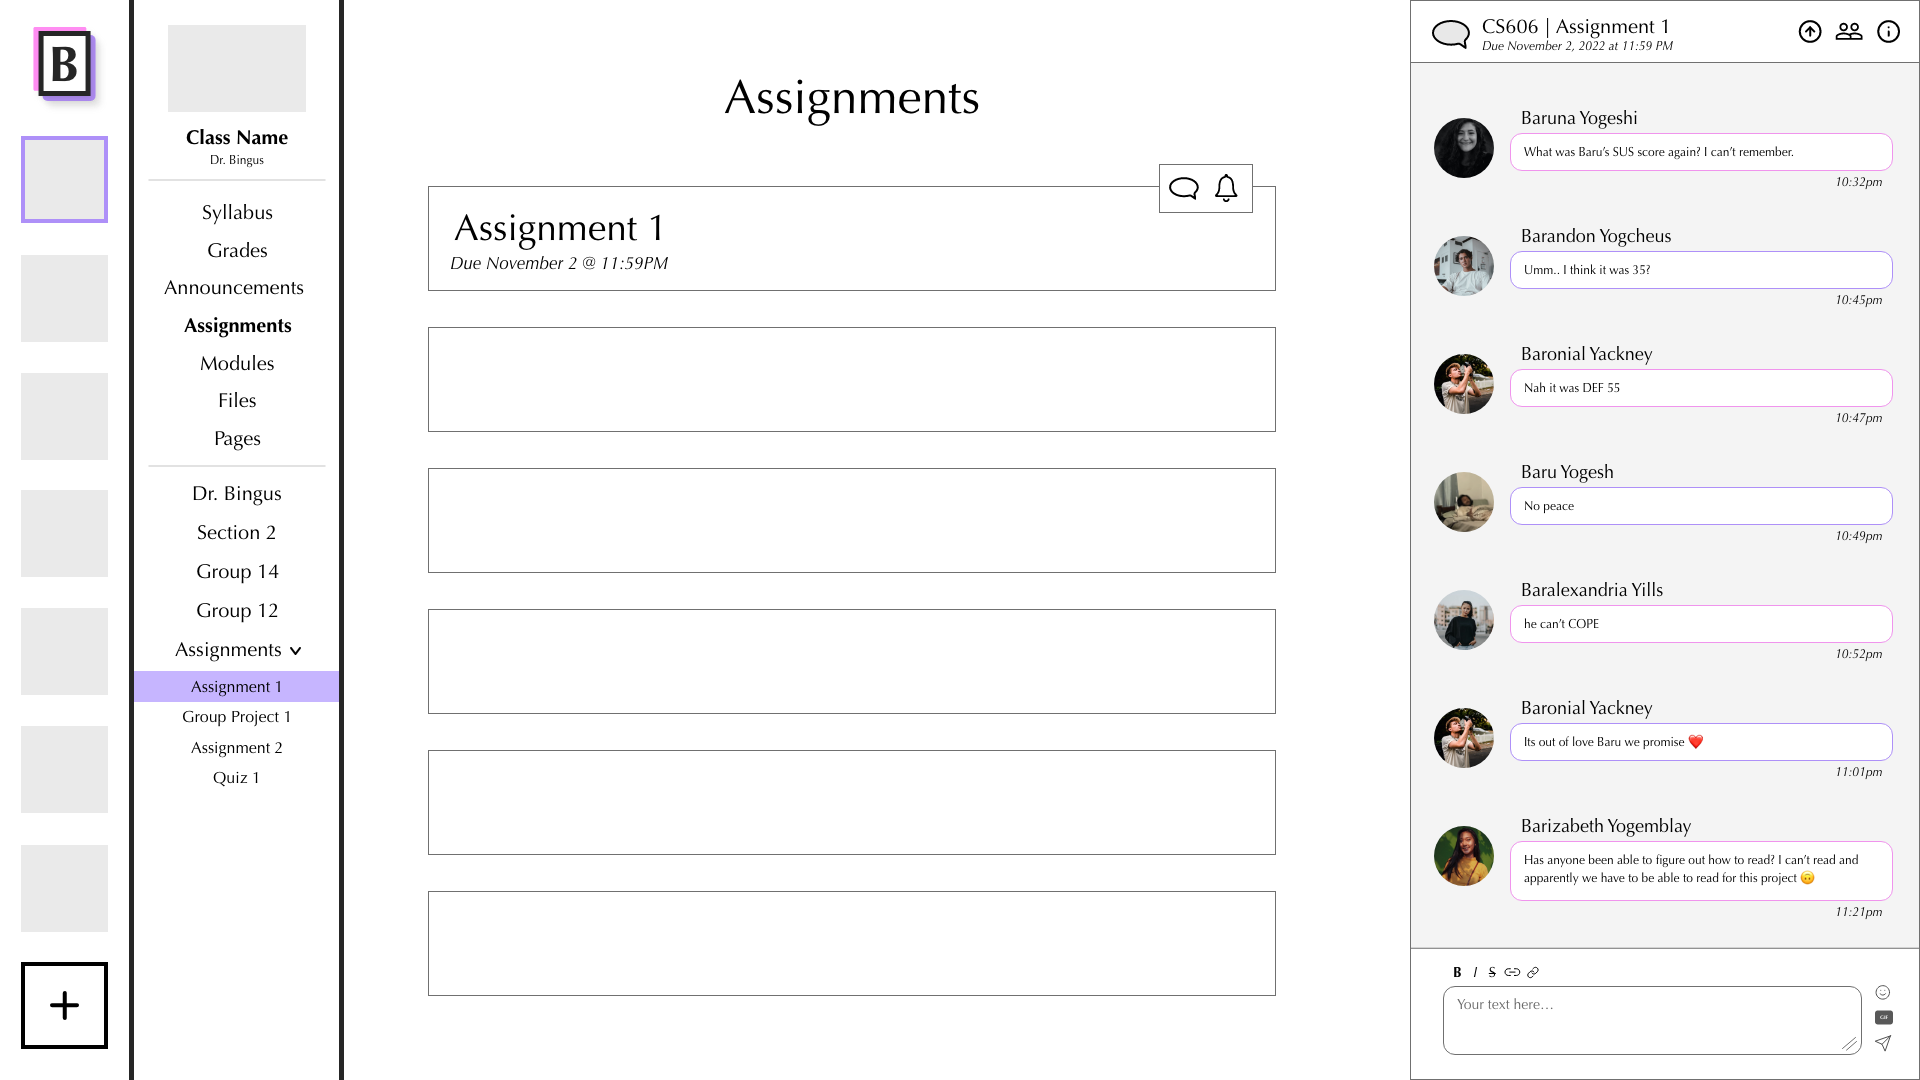 B
Class Name
Dr. Bingus
Syllabus
Grades
Announcements
Assignments
Modules
Files
Pages
Dr. Bingus
Section 2
Group 14
Group 12
Assignments
Assignment 1
Group Project 1
Assignment 2
Quiz 1
Assignments
Assignment 1
Due November 2 @ 11:59PM
CS606 | Assignment 1
Due November 2, 2022 at 11:59 PM
Baruna Yogeshi
What was Baru’s SUS score again? I can’t remember.
10:32pm
Barandon Yogcheus
Umm.. I think it was 35?
10:45pm
Baronial Yackney
Nah it was DEF 55
10:47pm
Baru Yogesh
No peace
10:49pm
Baralexandria Yills
he can’t COPE
10:52pm
Baronial Yackney
Its out of love Baru we promise ❤️
11:01pm
Barizabeth Yogemblay
Has anyone been able to figure out how to read? I can’t read and
apparently we have to be able to read for this project 🙃
11:21pm
B I S
Your text here...
GIF